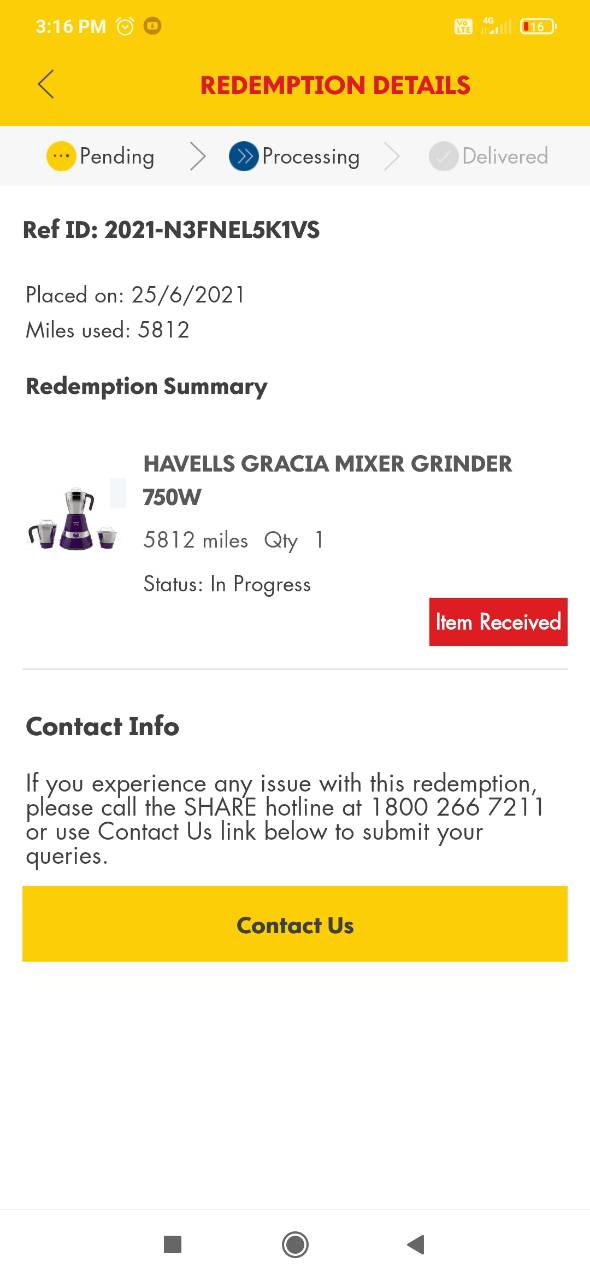 3:16 PM
Vo LTE 4G 16
REDEMPTION DETAILS
Pending Processing Delivered
Ref ID: 2021-N3FNEL5K1VS
Placed on: 25/6/2021
Miles used: 5812
Redemption Summary
HAVELLS GRACIA MIXER GRINDER
750W
5812 miles Qty 1
Status: In Progress
Item Received
Contact Info
If you experience any issue with this redemption,
please call the SHARE hotline at 1800 266 7211
or use Contact Us link below to submit your
queries.
Contact Us